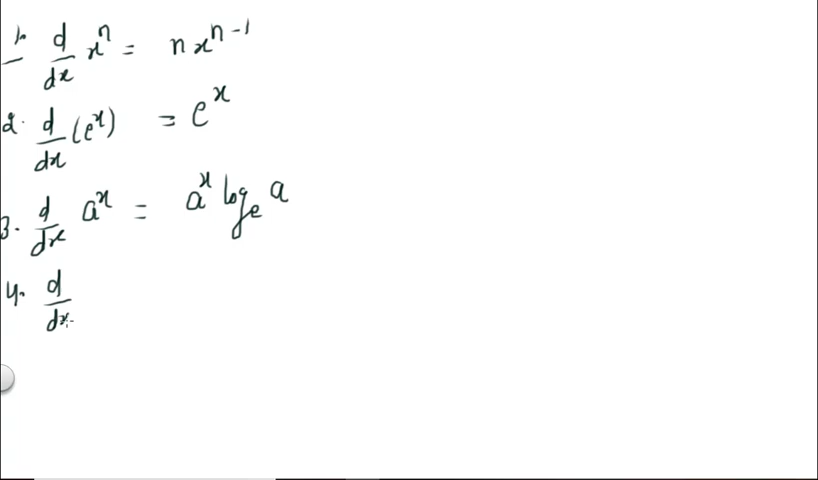 1. d/dx x^n = n x^{n-1}
2. d/dx (e^x) = e^x
3. d/dx a^x = a^x log_e a
4. d/dx